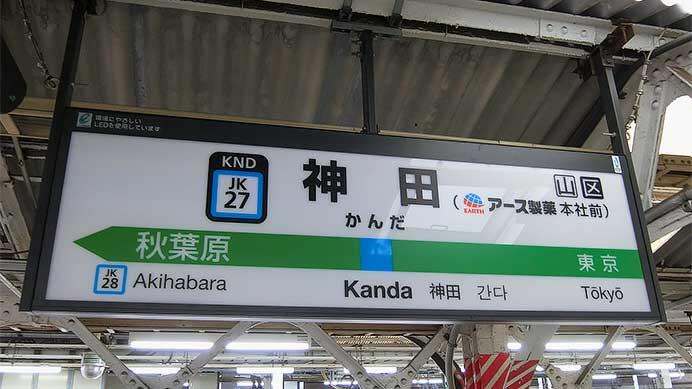 環境にやさしい
LEDを使用しています
KND
JK
27
神田
山 区
かんだ
(EARTH アース製薬 本社前)
秋葉原
東京
JK
28
Akihabara
Kanda 神田 간다
Tōkyō